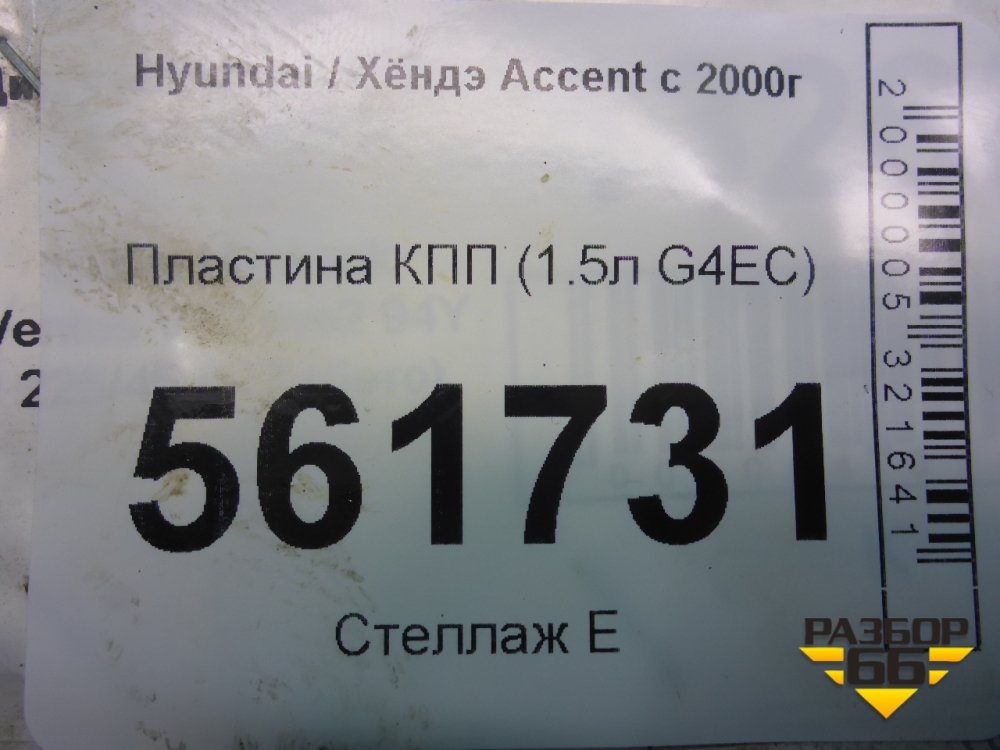 Hyundai / Хёндэ Accent с 2000г
Пластина КПП (1.5л G4EC)
561731
Стеллаж Е
2000005321641
РАЗБОР
66